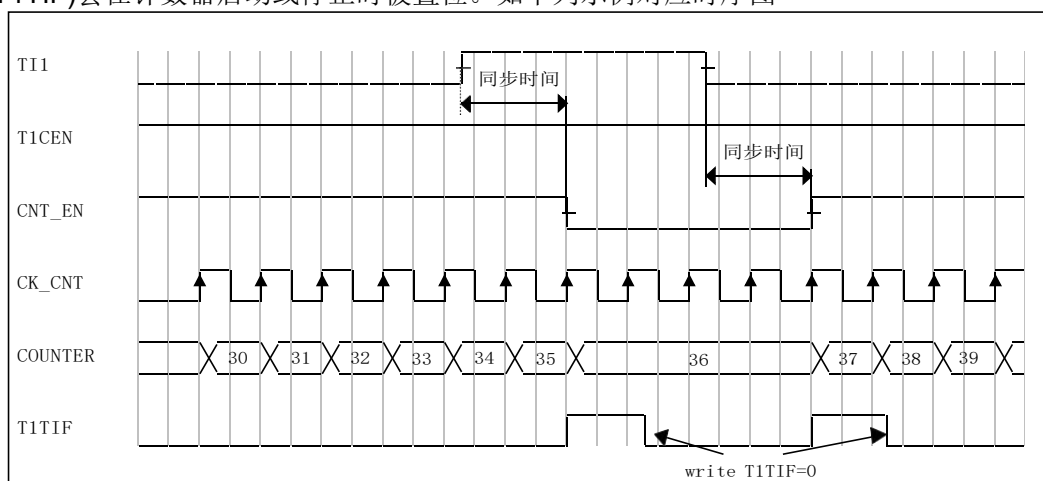 TI1
同步时间
T1CEN
同步时间
CNT_EN
CK_CNT
COUNTER 30 31 32 33 34 35 36 37 38 39
T1TIF
write T1TIF=0